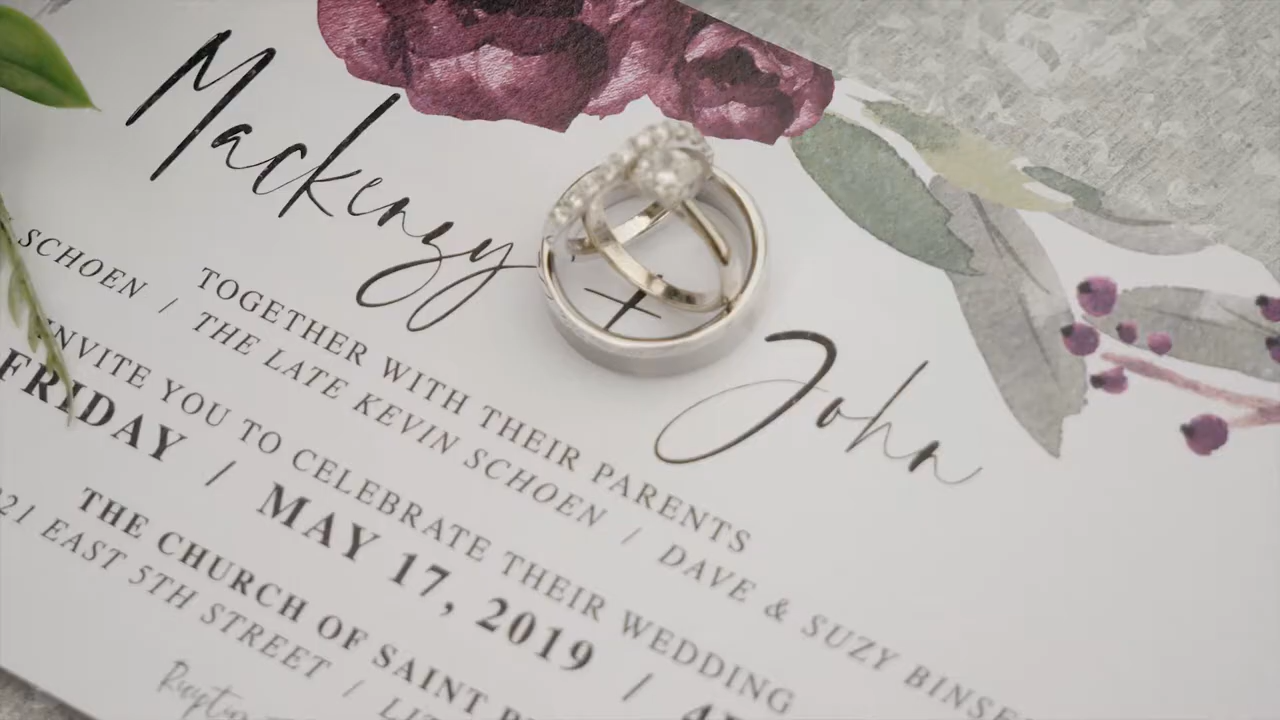 Mackenzy + John
TOGETHER WITH THEIR PARENTS
SCHOEN / THE LATE KEVIN SCHOEN / DAVE & SUZY
INVITE YOU TO CELEBRATE THEIR WEDDING
FRIDAY / MAY 17, 2019 /
THE CHURCH OF SAINT
EAST 5TH STREET /